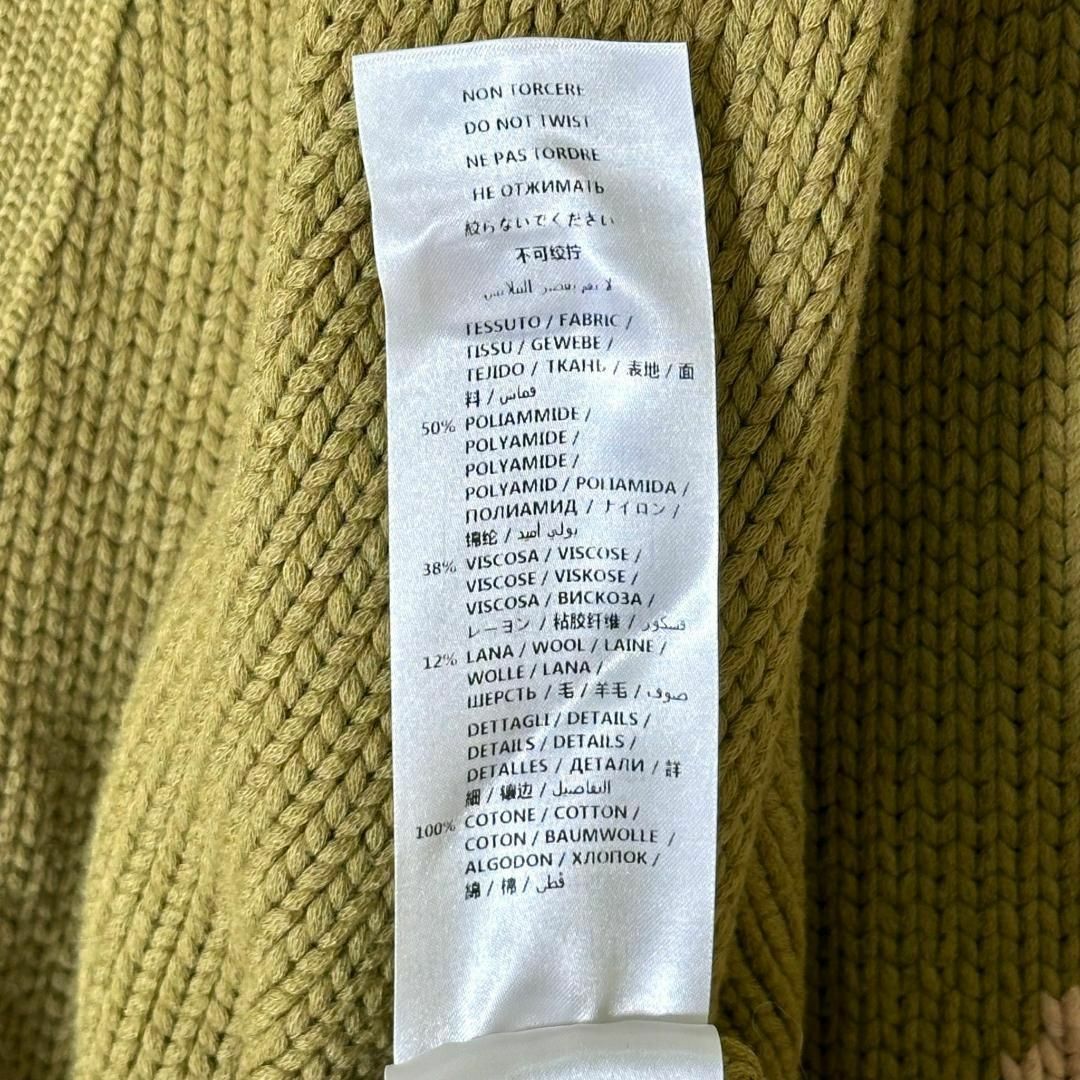 NON TORCERE
DO NOT TWIST
NE PAS TORDRE
НЕ ОТЖИМАТЬ
絞らないでください
不可绞拧
TESSUTO / FABRIC /
TISSU / GEWEBE /
TEJIDO / ТКАНЬ / 表地 / 面
料 / قماش
50% POLIAMMIDE /
POLYAMIDE /
POLYAMIDE /
POLYAMID / POLIAMIDA /
ПОЛИАМИД / ナイロン /
锦纶 / بولي أميد
38% VISCOSA / VISCOSE /
VISCOSE / VISKOSE /
VISCOSA / ВИСКОЗА /
レーヨン / 粘胶纤维 / فسكوز
12% LANA / WOOL / LAINE /
WOLLE / LANA /
ШЕРСТЬ / 毛 / 羊毛 / صوف
DETTAGLI / DETAILS /
DETAILS / DETAILS /
DETALLES / ДЕТАЛИ / 詳
細 / 镶边 / التفاصيل
100% COTONE / COTTON /
COTON / BAUMWOLLE /
ALGODON / ХЛОПОК /
綿 / 棉 / قطن